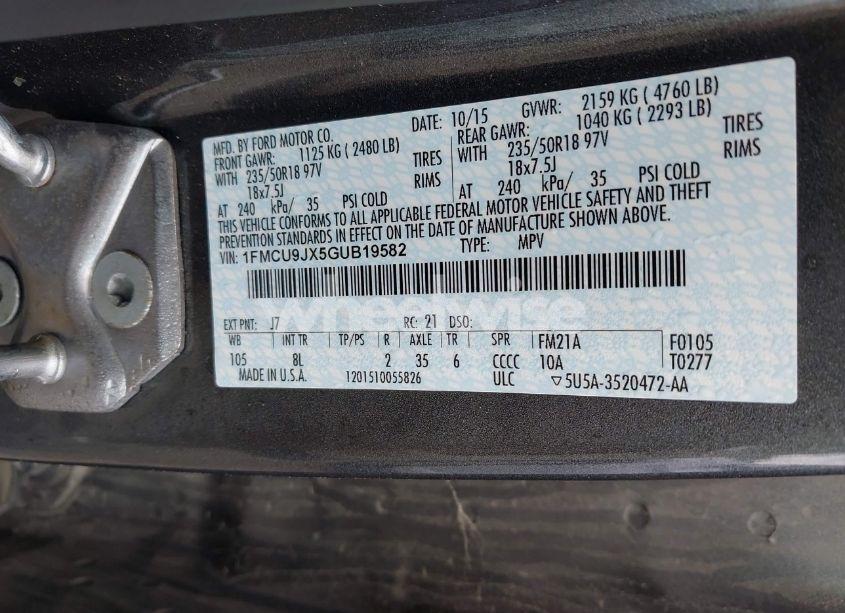 MFD. BY FORD MOTOR CO.
DATE: 10/15 GVWR: 2159 KG ( 4760 LB)
FRONT GAWR: 1125 KG ( 2480 LB) REAR GAWR: 1040 KG ( 2293 LB)
WITH 235/50R18 97V TIRES WITH 235/50R18 97V TIRES
18x7.5J RIMS 18x7.5J RIMS
AT 240 kPa/ 35 PSI COLD AT 240 kPa/ 35 PSI COLD
THIS VEHICLE CONFORMS TO ALL APPLICABLE FEDERAL MOTOR VEHICLE SAFETY AND THEFT
PREVENTION STANDARDS IN EFFECT ON THE DATE OF MANUFACTURE SHOWN ABOVE.
VIN: 1FMCU9JX5GUB19582 TYPE: MPV
wheelwise
EXT PNT: J7 RC: 21 DSO:
WB INT TR TP/PS R AXLE TR SPR FM21A F0105
105 8L 2 35 6 CCCC 10A T0277
MADE IN U.S.A. 1201510055826 ULC ▽5U5A-3520472-AA